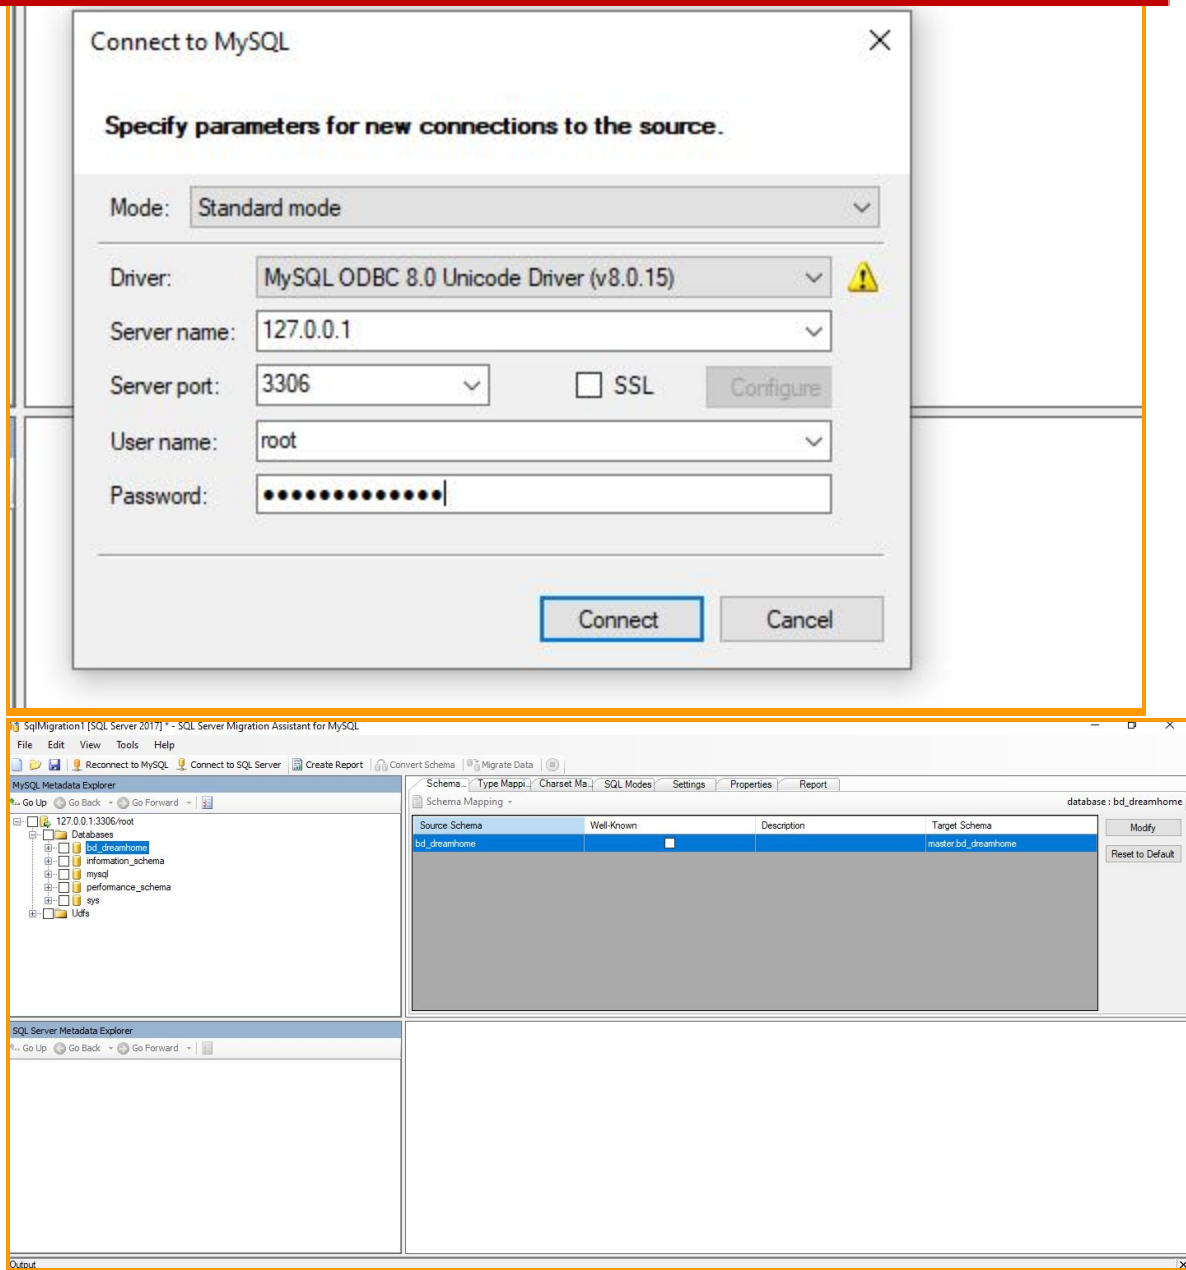 Connect to MySQL
Specify parameters for new connections to the source.
Mode: Standard mode
Driver: MySQL ODBC 8.0 Unicode Driver (v8.0.15)
Server name: 127.0.0.1
Server port: 3306 SSL Configure
User name: root
Password: •••••••••••••
Connect Cancel
SqlMigration1 [SQL Server 2017] * - SQL Server Migration Assistant for MySQL
File Edit View Tools Help
Reconnect to MySQL Connect to SQL Server Create Report Convert Schema Migrate Data
MySQL Metadata Explorer
Go Up Go Back Go Forward
127.0.0.1:3306/root
Databases
bd_dreamhome
information_schema
mysql
performance_schema
sys
Udfs
Schema... Type Mappi... Charset Ma... SQL Modes Settings Properties Report
Schema Mapping database : bd_dreamhome
Source Schema Well-Known Description Target Schema Modify
bd_dreamhome master.bd_dreamhome
Reset to Default
SQL Server Metadata Explorer
Go Up Go Back Go Forward
Output